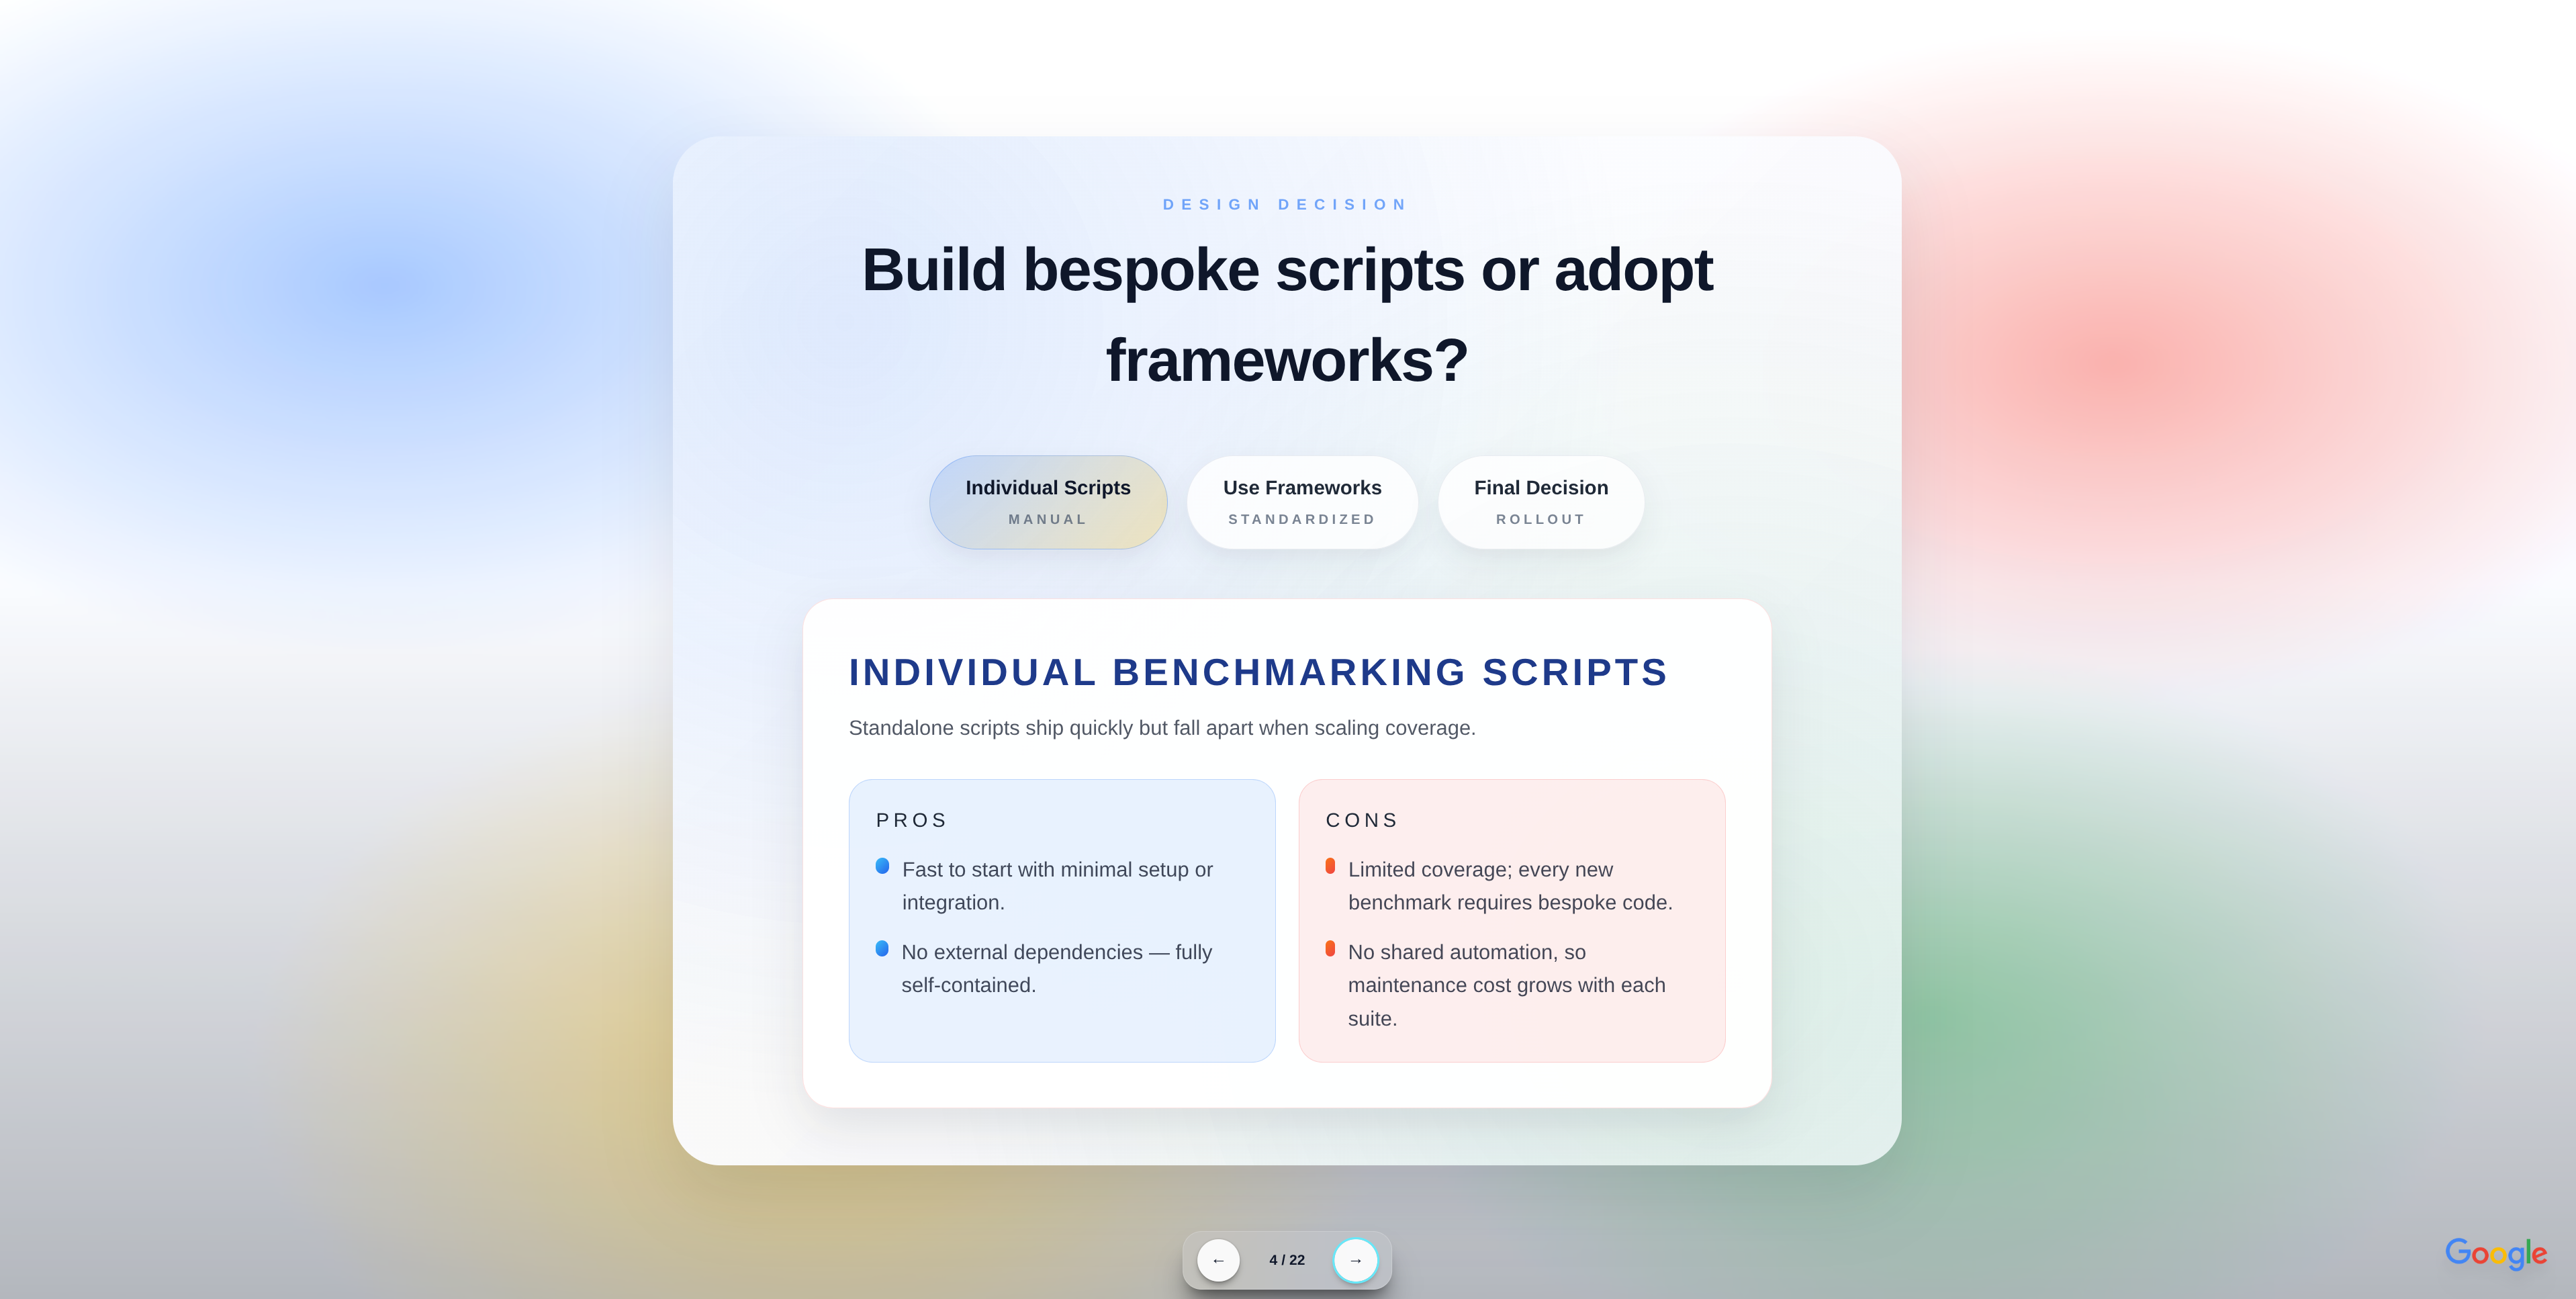 DESIGN DECISION
Build bespoke scripts or adopt
frameworks?
Individual Scripts
MANUAL
Use Frameworks
STANDARDIZED
Final Decision
ROLLOUT
INDIVIDUAL BENCHMARKING SCRIPTS
Standalone scripts ship quickly but fall apart when scaling coverage.
PROS
Fast to start with minimal setup or
integration.
No external dependencies — fully
self-contained.
CONS
Limited coverage; every new
benchmark requires bespoke code.
No shared automation, so
maintenance cost grows with each
suite.
← 4 / 22 →
Google